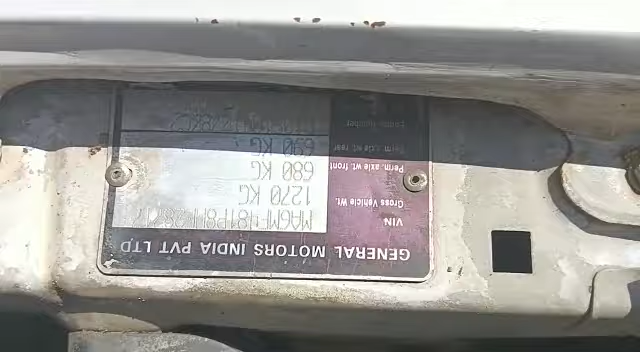 GENERAL MOTORS INDIA PVT LTD
VIN
Gross Vehicle Wt. 1270 KG
Perm. axle wt. front 680 KG
Perm. axle wt. rear 690 KG
Engine Number